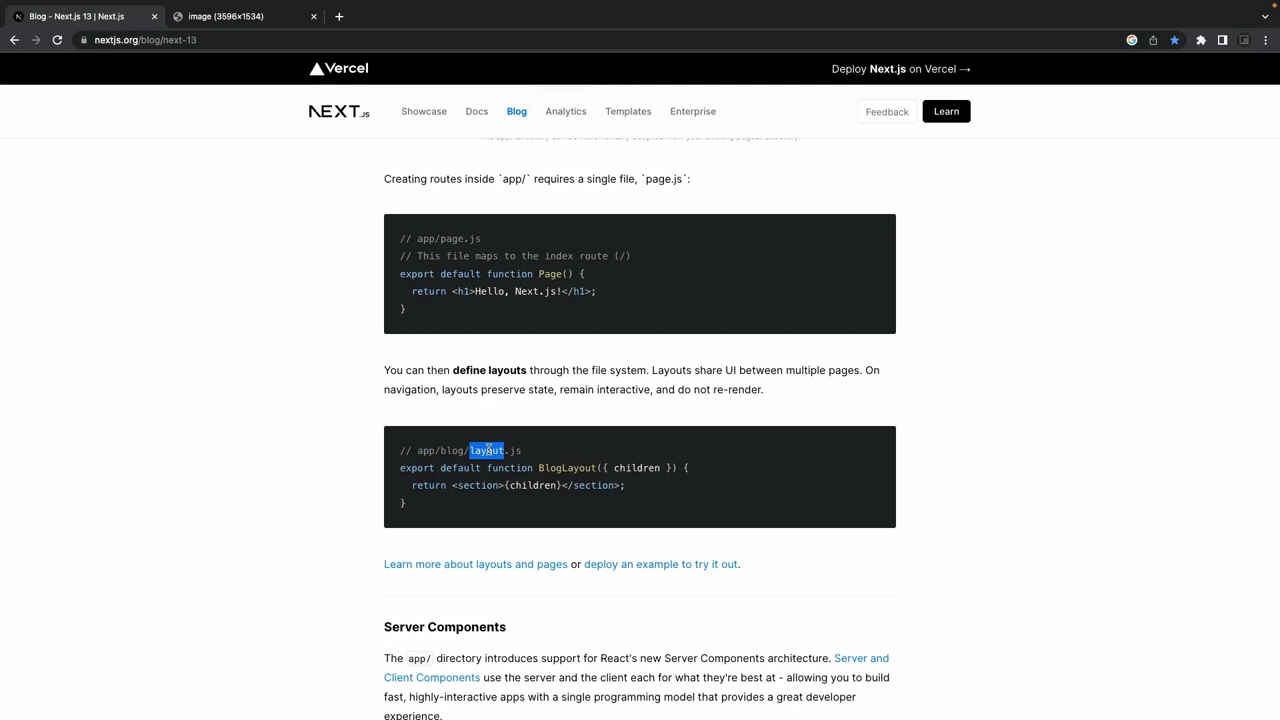 Blog - Next.js 13 | Next.js
image (3596×1534)
nextjs.org/blog/next-13
Vercel
Deploy Next.js on Vercel →
NEXT.JS Showcase Docs Blog Analytics Templates Enterprise Feedback Learn
Creating routes inside `app/` requires a single file, `page.js`:
// app/page.js
// This file maps to the index route (/)
export default function Page() {
return <h1>Hello, Next.js!</h1>;
}
You can then define layouts through the file system. Layouts share UI between multiple pages. On
navigation, layouts preserve state, remain interactive, and do not re-render.
// app/blog/layout.js
export default function BlogLayout({ children }) {
return <section>{children}</section>;
}
Learn more about layouts and pages or deploy an example to try it out.
Server Components
The app/ directory introduces support for React's new Server Components architecture. Server and
Client Components use the server and the client each for what they're best at - allowing you to build
fast, highly-interactive apps with a single programming model that provides a great developer
experience.